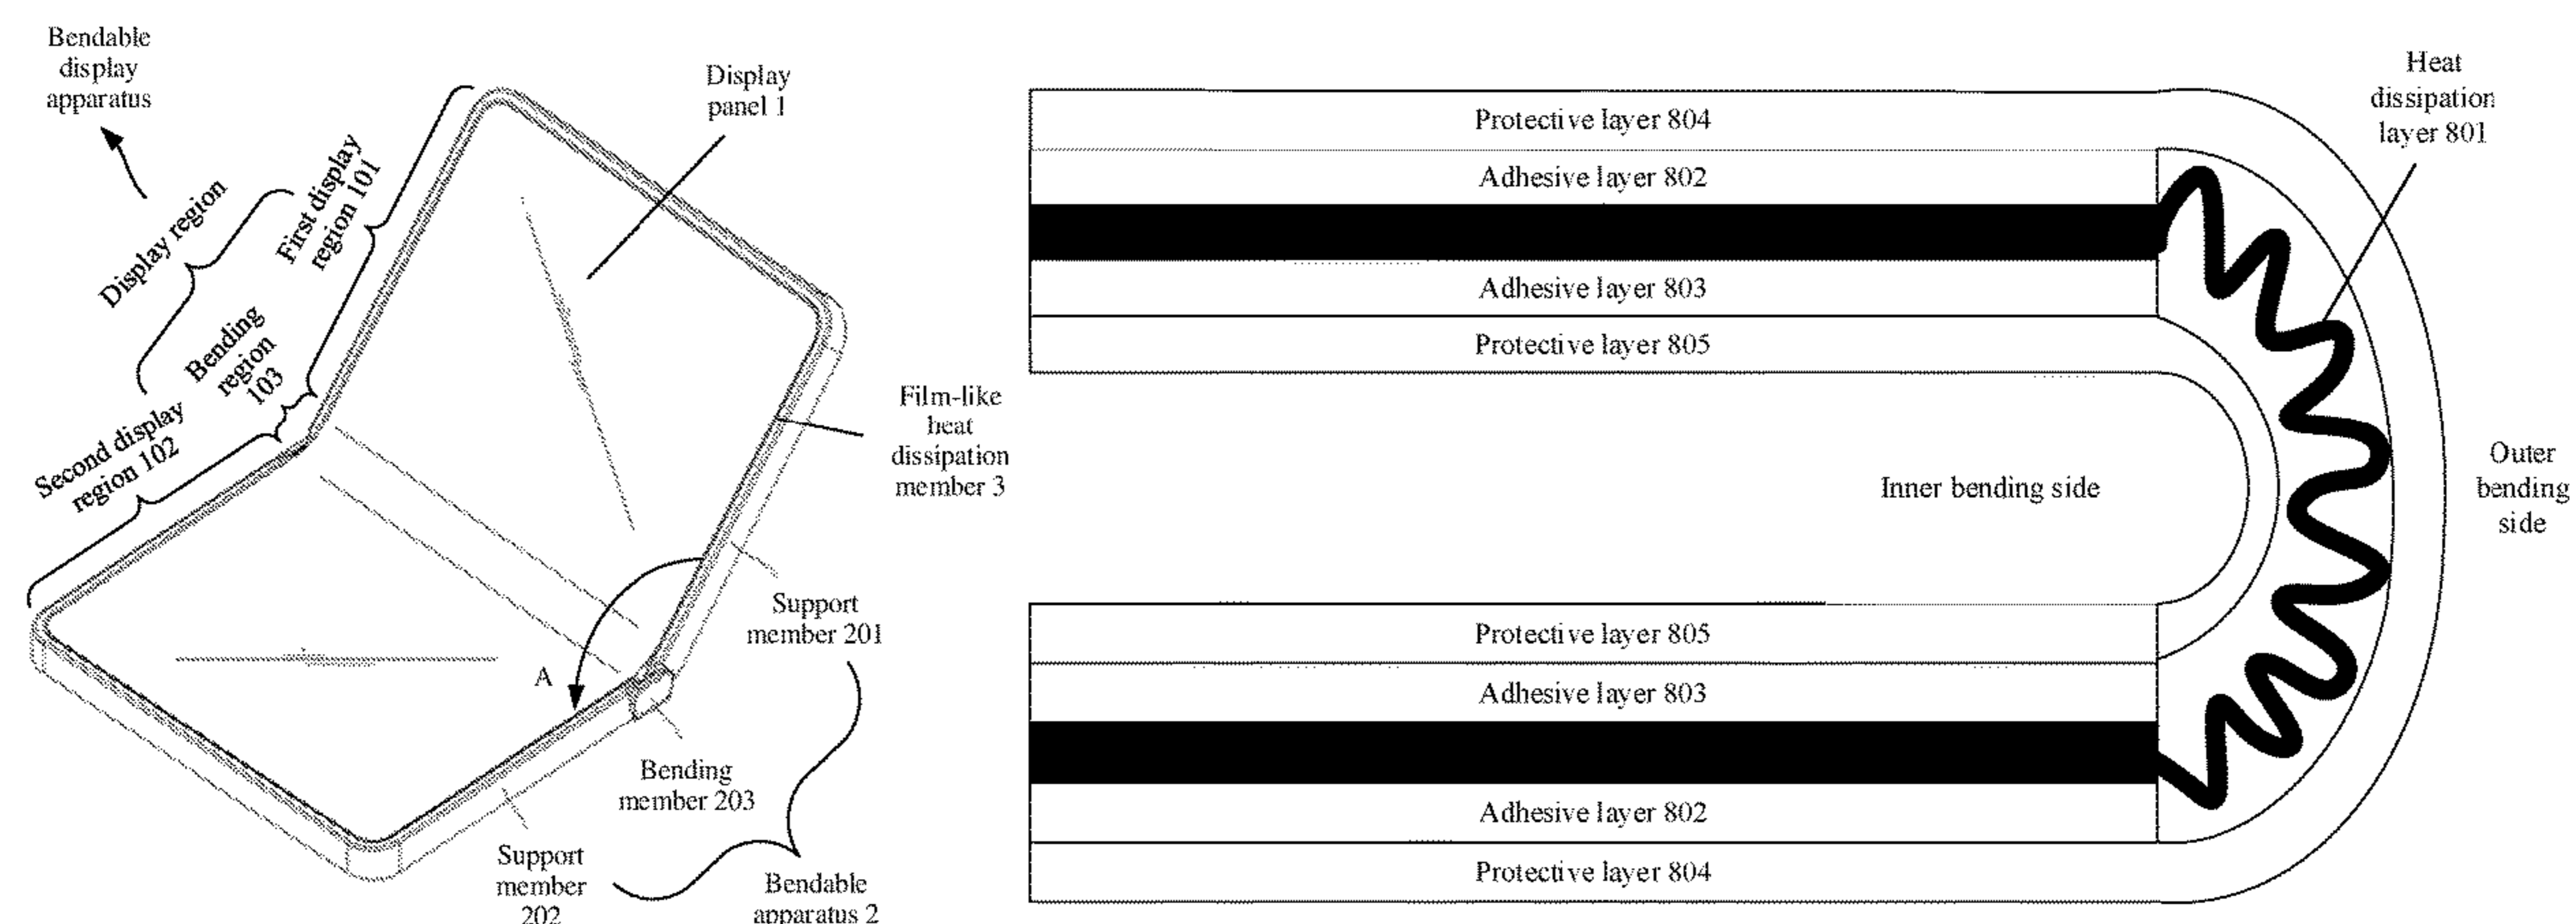 Bendable
display
apparatus
Display region
First display
region 101
Bending
region
103
Second display
region 102
Display
panel 1
Film-like
heat
dissipation
member 3
Support
member 201
A
Bending
member 203
Support
member
202
Bendable
apparatus 2
Protective layer 804
Adhesive layer 802
Adhesive layer 803
Protective layer 805
Heat
dissipation
layer 801
Inner bending side
Outer
bending
side
Protective layer 805
Adhesive layer 803
Adhesive layer 802
Protective layer 804